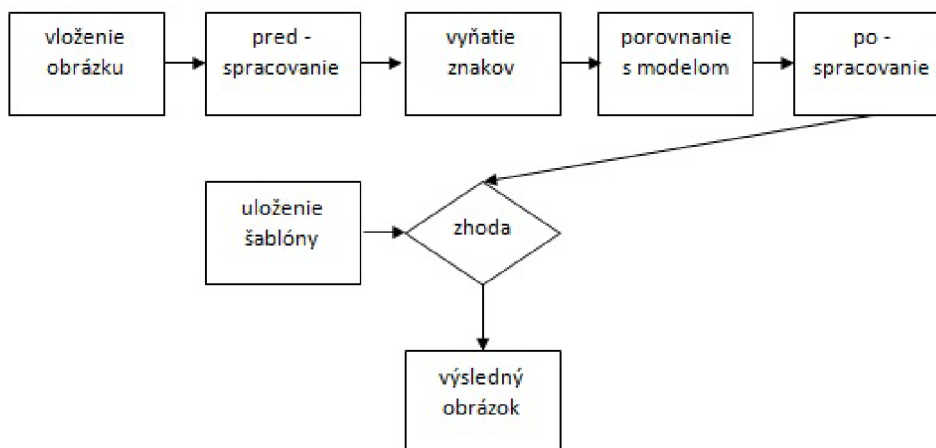 vloženie
obrázku
pred -
spracovanie
vyňatie
znakov
porovnanie
s modelom
po -
spracovanie
uloženie
šablóny
zhoda
výsledný
obrázok